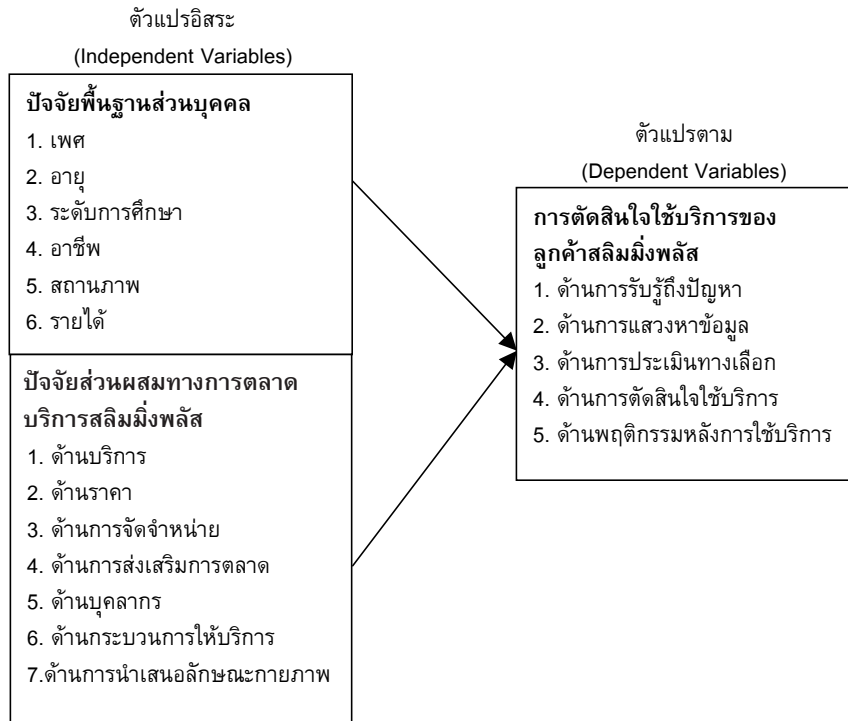 ตัวแปรอิสระ
(Independent Variables)
ปัจจัยพื้นฐานส่วนบุคคล
1. เพศ
2. อายุ
3. ระดับการศึกษา
4. อาชีพ
5. สถานภาพ
6. รายได้
ปัจจัยส่วนผสมทางการตลาด
บริการสลิมมิ่งพลัส
1. ด้านบริการ
2. ด้านราคา
3. ด้านการจัดจำหน่าย
4. ด้านการส่งเสริมการตลาด
5. ด้านบุคลากร
6. ด้านกระบวนการให้บริการ
7.ด้านการนำเสนอลักษณะกายภาพ
ตัวแปรตาม
(Dependent Variables)
การตัดสินใจใช้บริการของ
ลูกค้าสลิมมิ่งพลัส
1. ด้านการรับรู้ถึงปัญหา
2. ด้านการแสวงหาข้อมูล
3. ด้านการประเมินทางเลือก
4. ด้านการตัดสินใจใช้บริการ
5. ด้านพฤติกรรมหลังการใช้บริการ